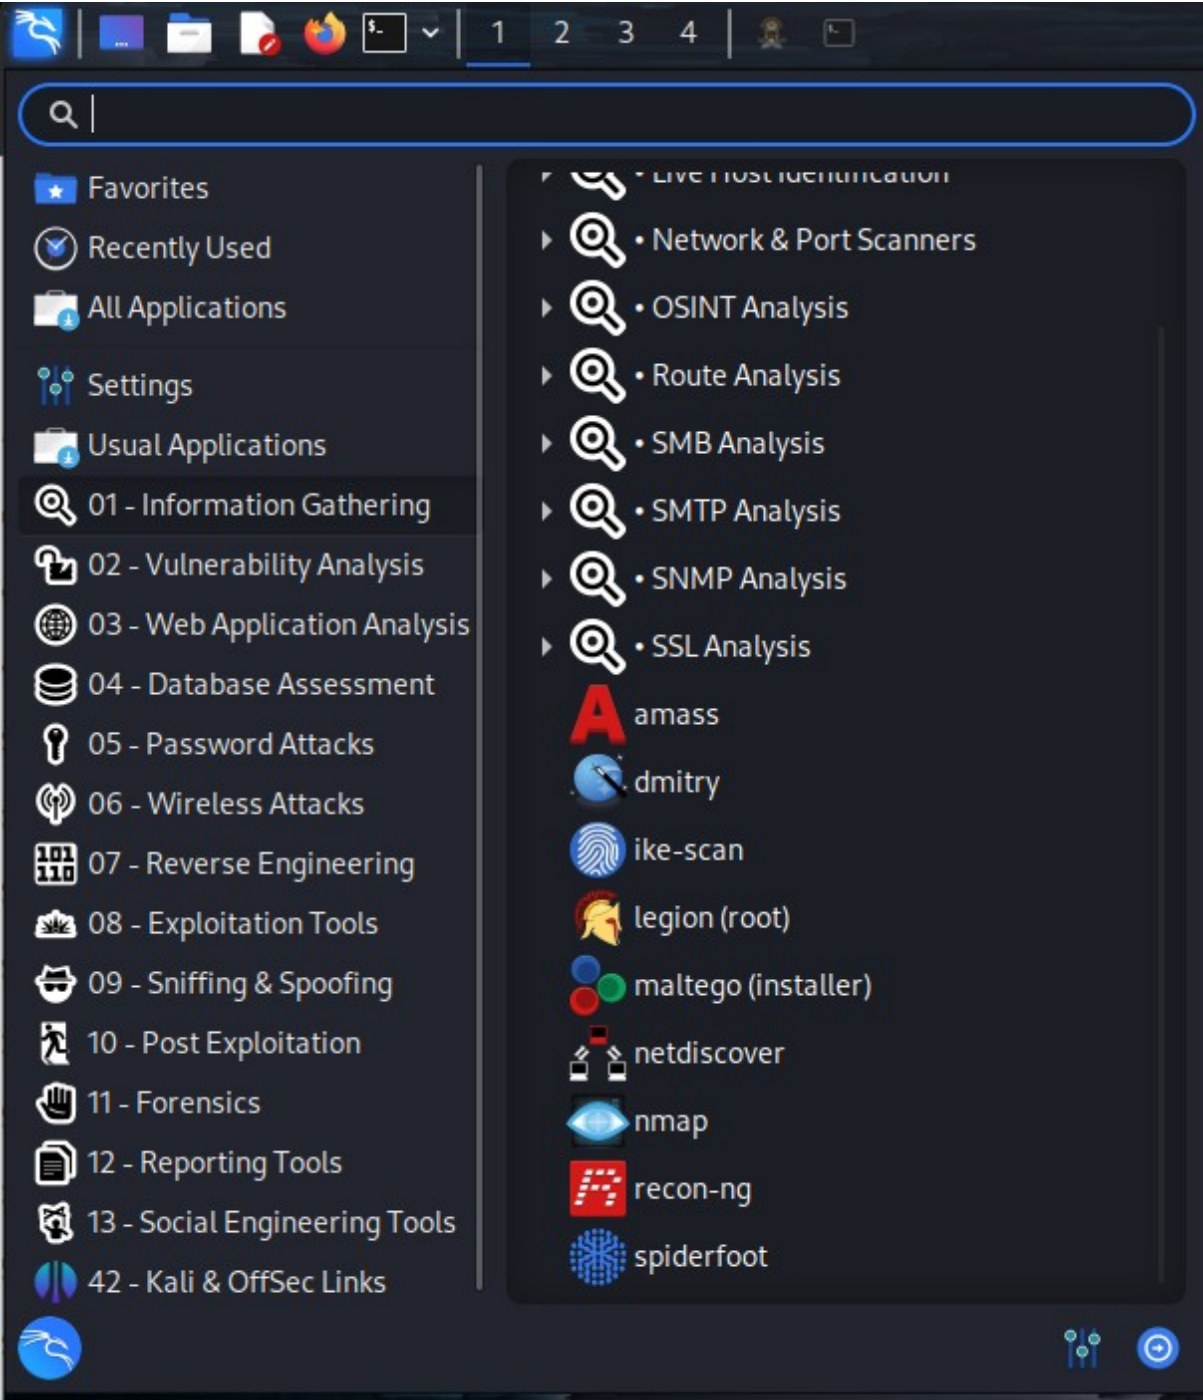 1 2 3 4
Favorites
Recently Used
All Applications
Settings
Usual Applications
01 - Information Gathering
02 - Vulnerability Analysis
03 - Web Application Analysis
04 - Database Assessment
05 - Password Attacks
06 - Wireless Attacks
07 - Reverse Engineering
08 - Exploitation Tools
09 - Sniffing & Spoofing
10 - Post Exploitation
11 - Forensics
12 - Reporting Tools
13 - Social Engineering Tools
42 - Kali & OffSec Links
• Live Host Identification
• Network & Port Scanners
• OSINT Analysis
• Route Analysis
• SMB Analysis
• SMTP Analysis
• SNMP Analysis
• SSL Analysis
amass
dmitry
ike-scan
legion (root)
maltego (installer)
netdiscover
nmap
recon-ng
spiderfoot